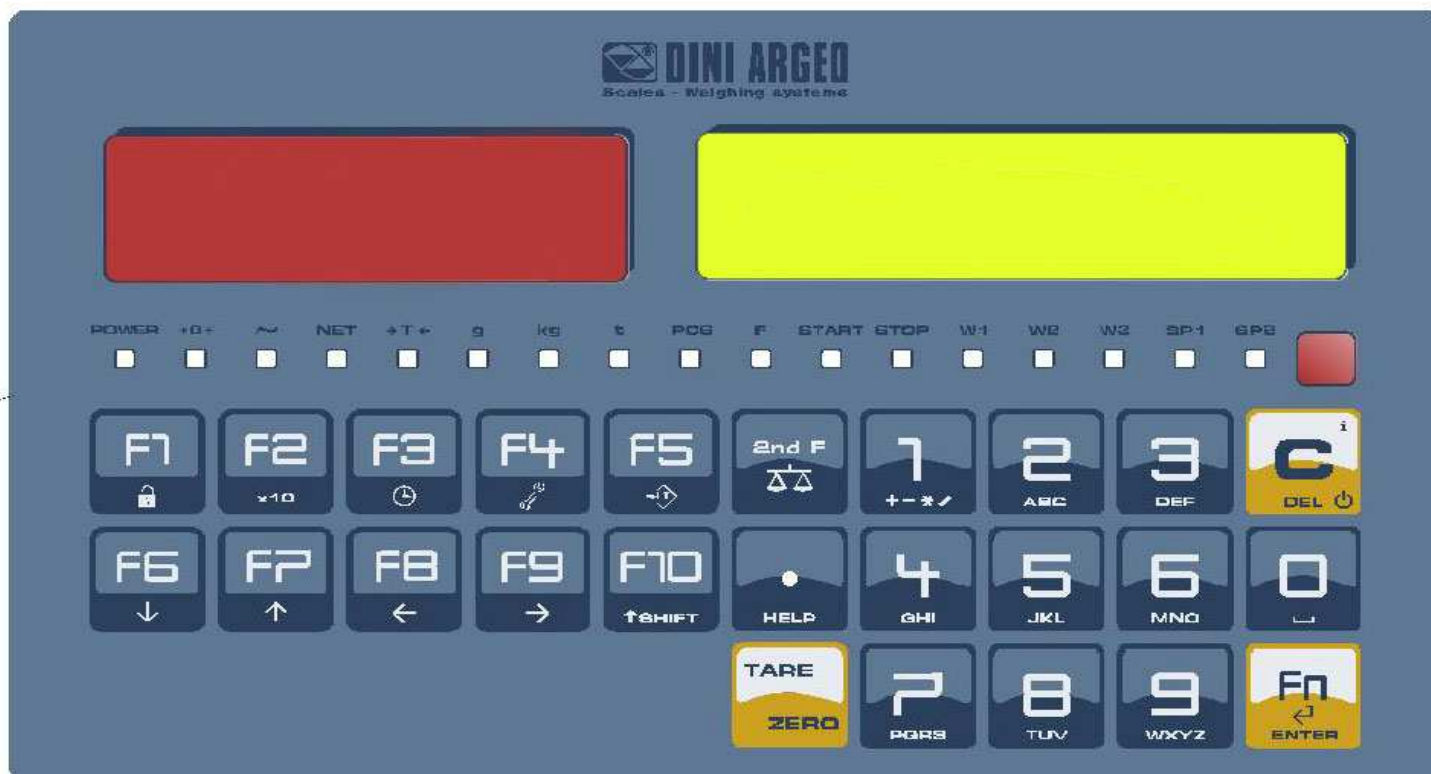 DINI ARGEO
Scales - Weighing systems
POWER →0← ~ NET →T← g kg t PCS F START STOP W1 W2 W3 SP1 SP2
F1 F2 F3 F4 F5 2nd F 1 2 3 i C
x10 T + - * / ABC DEF DEL
F6 F7 F8 F9 F10 . 4 5 6 0
↓ ↑ ← → ↑SHIFT HELP GHI JKL MNO
TARE 7 8 9 Fn
ZERO PQRS TUV WXYZ ENTER